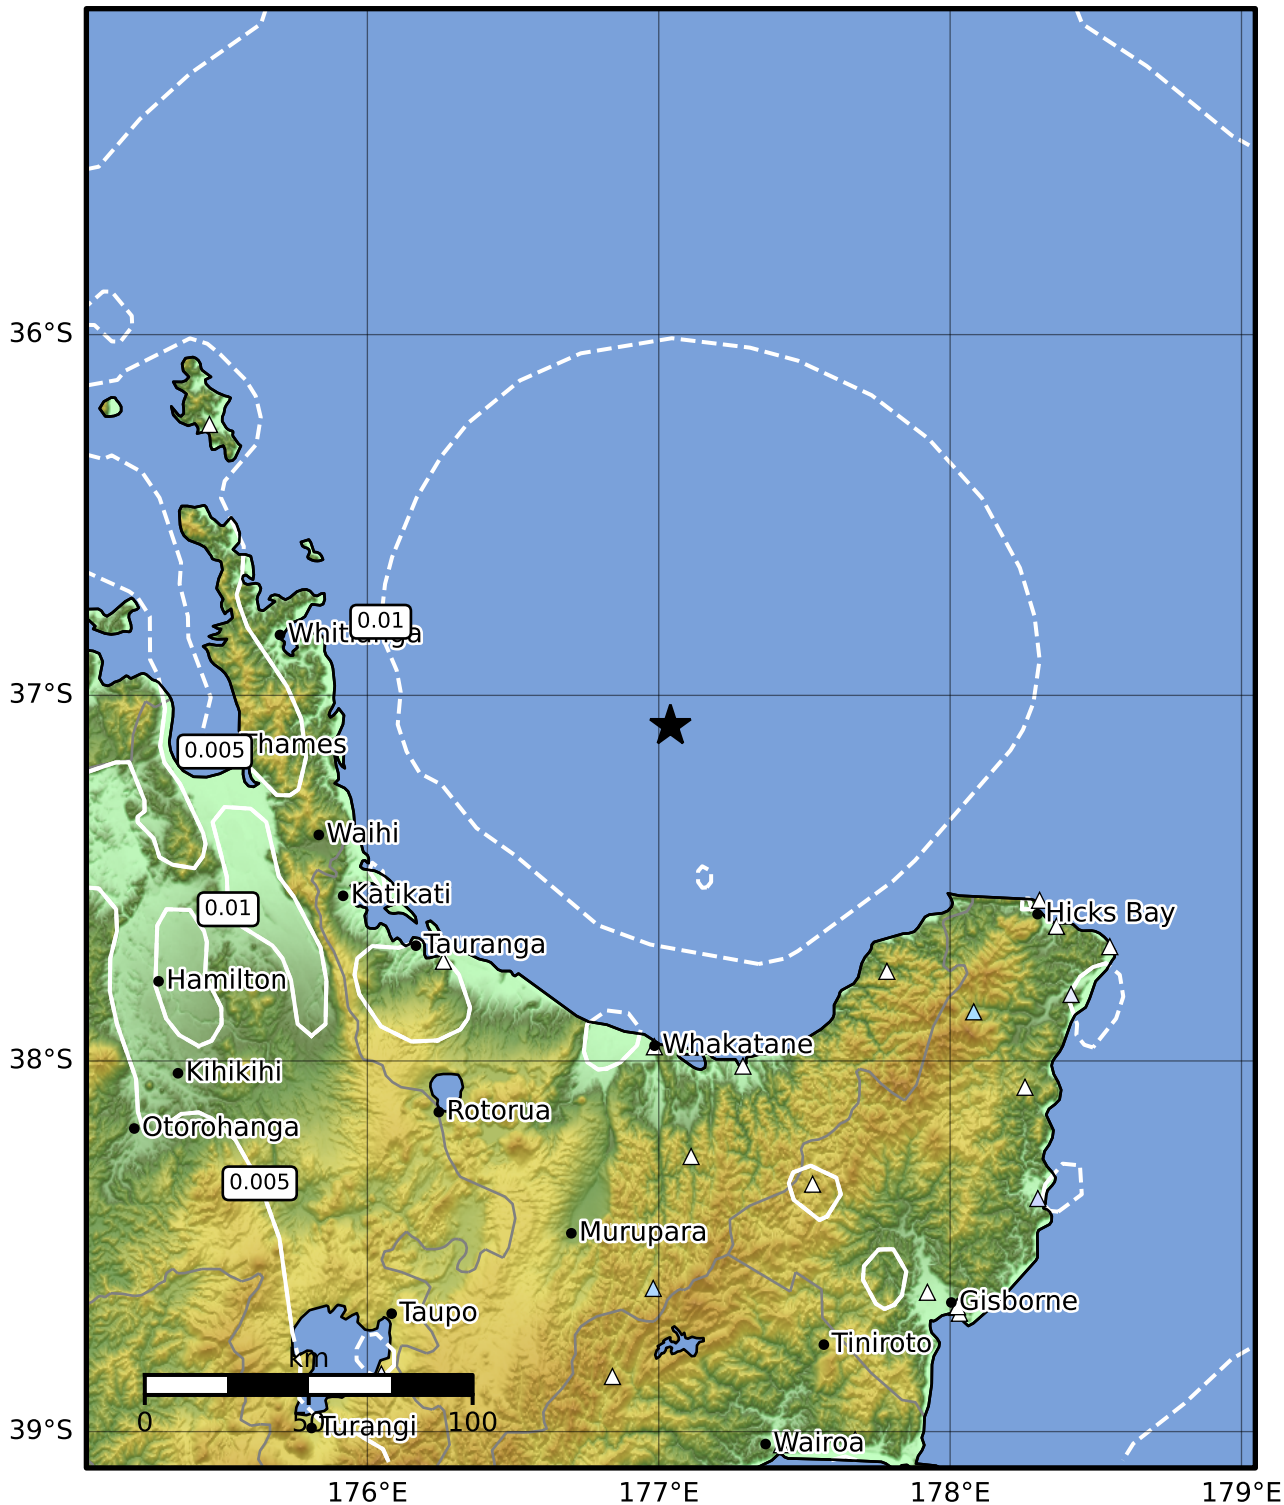 36°S
0.01
Whitianga
37°S
0.005
Thames
Waihi
Katikati
0.01
Hicks Bay
Tauranga
Hamilton
Whakatane
38°S
Kihikihi
Rotorua
Otorohanga
0.005
Murupara
Gisborne
Taupo
Tiniroto
km
0
50
100
Turangi
39°S
Wairoa
176°E
177°E
178°E
179°E